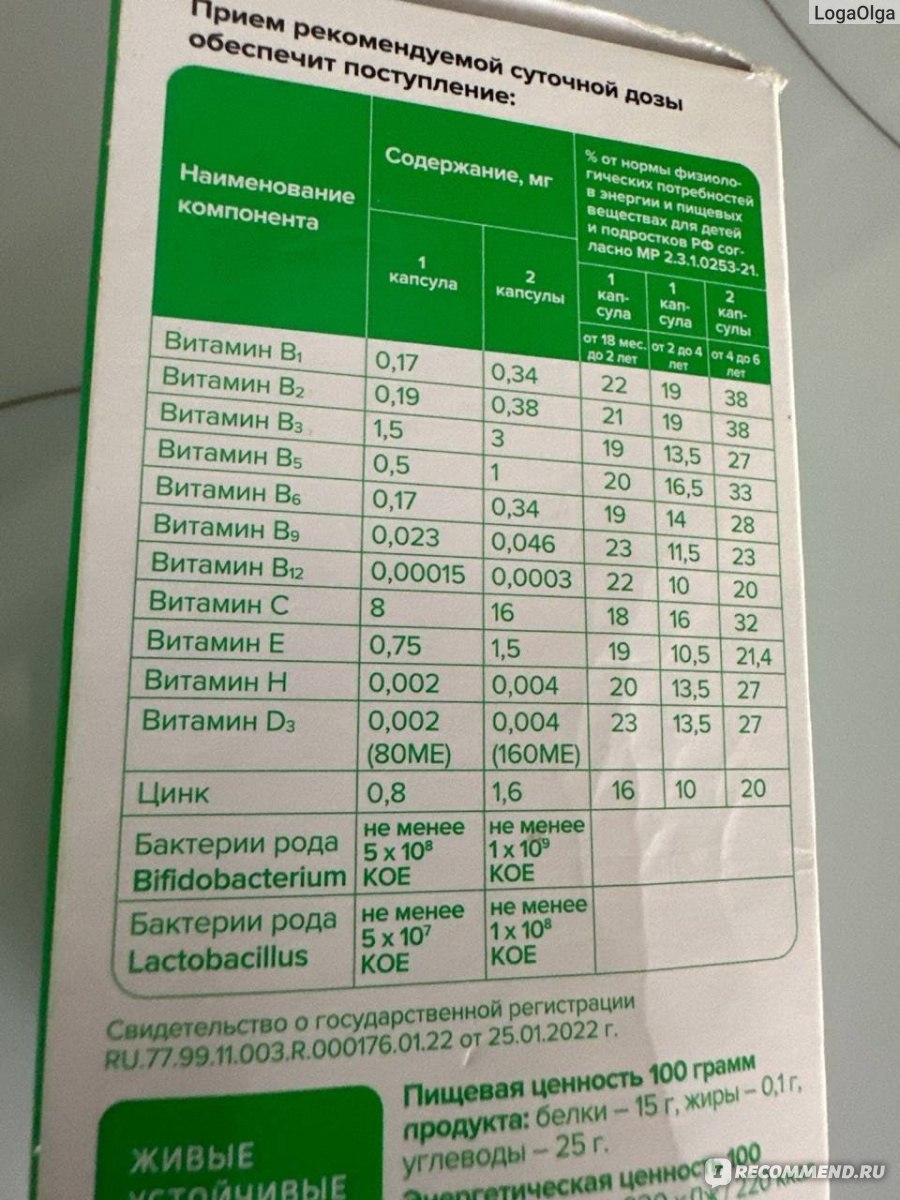 LogaOlga
Прием рекомендуемой суточной дозы
обеспечит поступление:
Наименование
компонента
Содержание, мг
% от нормы физиоло-
гических потребностей
в энергии и пищевых
веществах для детей
и подростков РФ сог-
ласно МР 2.3.1.0253-21.
1
капсула
2
капсулы
1
кап-
сула
1
кап-
сула
2
кап-
сулы
от 18 мес.
до 2 лет
от 2 до 4
лет
от 4 до 6
лет
Витамин B1 0,17 0,34 22 19 38
Витамин B2 0,19 0,38 21 19 38
Витамин B3 1,5 3 19 13,5 27
Витамин B5 0,5 1 20 16,5 33
Витамин B6 0,17 0,34 19 14 28
Витамин B9 0,023 0,046 23 11,5 23
Витамин B12 0,00015 0,0003 22 10 20
Витамин C 8 16 18 16 32
Витамин E 0,75 1,5 19 10,5 21,4
Витамин H 0,002 0,004 20 13,5 27
Витамин D3 0,002 0,004 23 13,5 27
(80МЕ) (160МЕ)
Цинк 0,8 1,6 16 10 20
Бактерии рода
Bifidobacterium
не менее
5 x 10⁸
КОЕ
не менее
1 x 10⁹
КОЕ
Бактерии рода
Lactobacillus
не менее
5 x 10⁷
КОЕ
не менее
1 x 10⁸
КОЕ
Свидетельство о государственной регистрации
RU.77.99.11.003.R.000176.01.22 от 25.01.2022 г.
Пищевая ценность 100 грамм
продукта: белки – 15 г, жиры – 0,1 г,
углеводы – 25 г.
Энергетическая ценность 100
ЖИВЫЕ
УСТОЙЧИВЫЕ
IRECOMMEND.RU